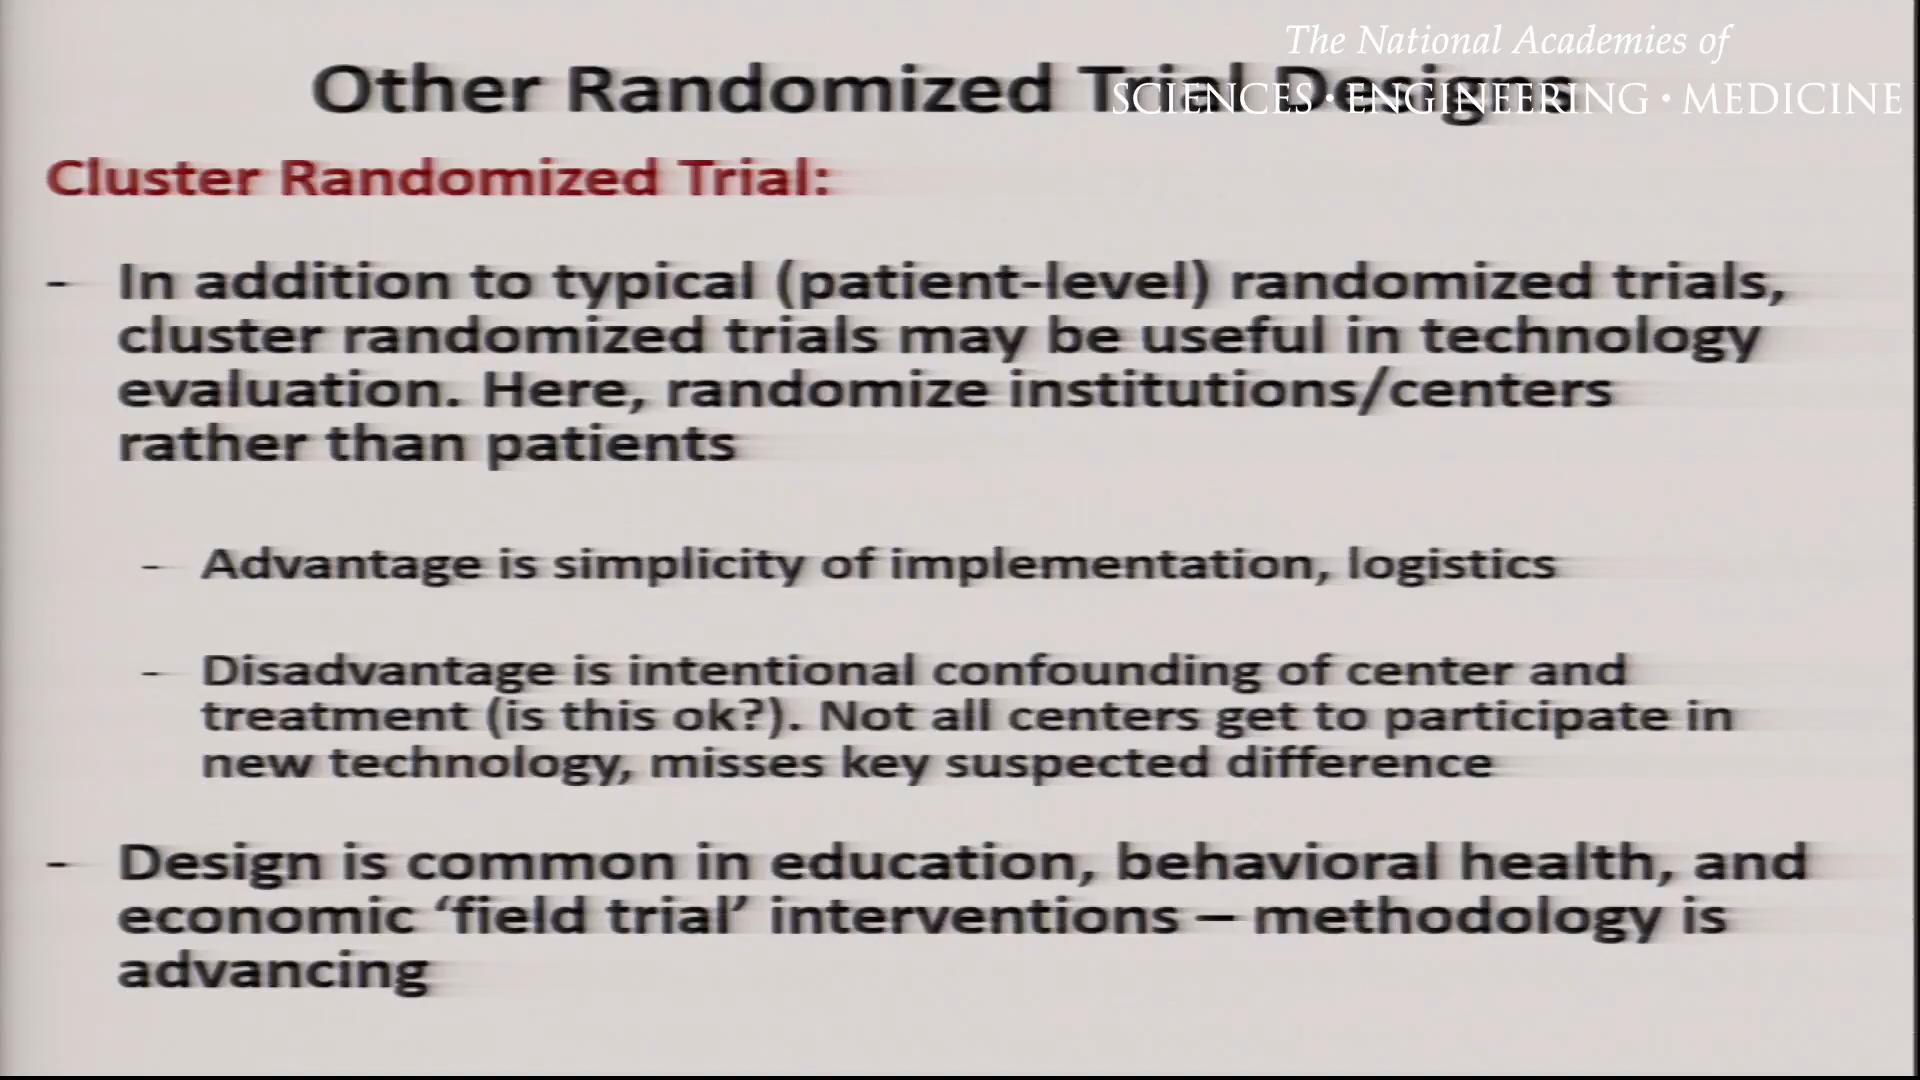 The National Academies of
SCIENCES • ENGINEERING • MEDICINE
Other Randomized Trial Designs
Cluster Randomized Trial:
- In addition to typical (patient-level) randomized trials,
cluster randomized trials may be useful in technology
evaluation. Here, randomize institutions/centers
rather than patients
- Advantage is simplicity of implementation, logistics
- Disadvantage is intentional confounding of center and
treatment (is this ok?). Not all centers get to participate in
new technology, misses key suspected difference
- Design is common in education, behavioral health, and
economic ‘field trial’ interventions – methodology is
advancing